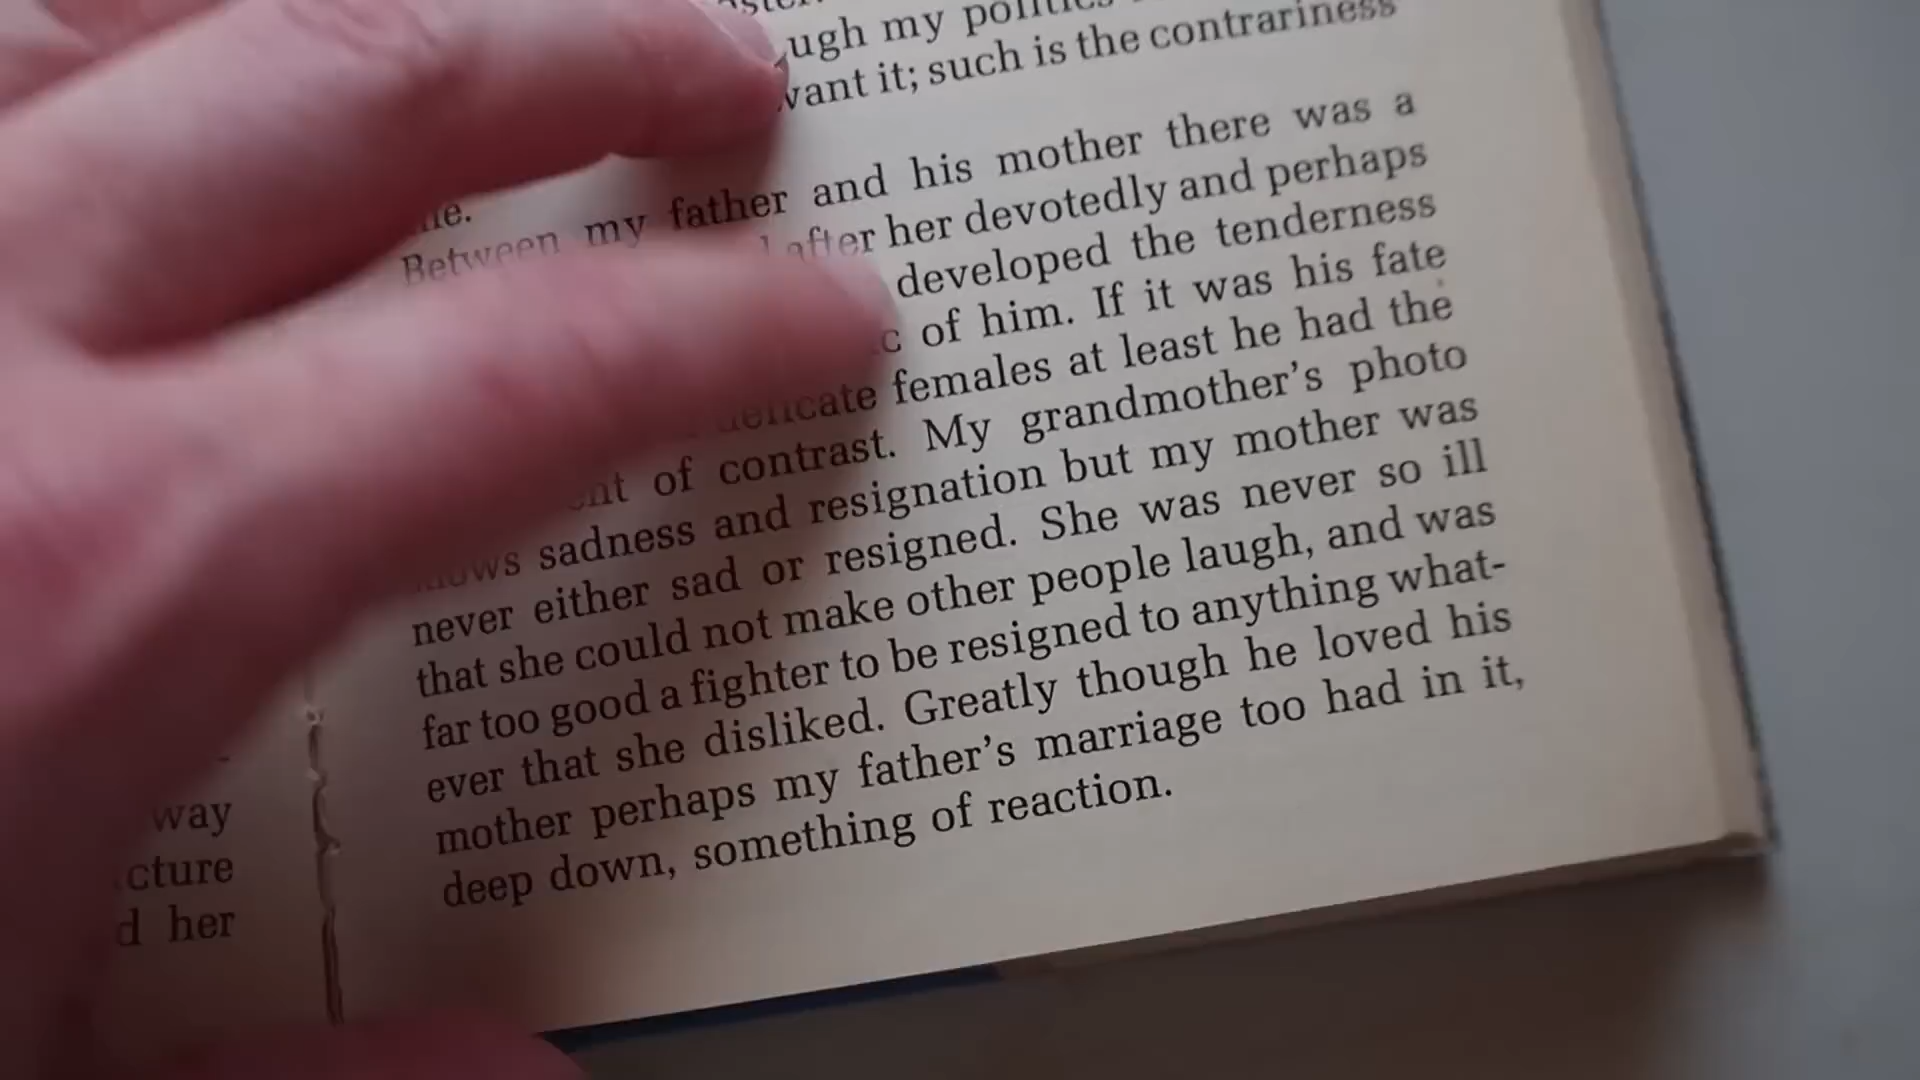 way
cture
d her
ugh my politics
want it; such is the contrariness
me.
Between my father and his mother there was a
after her devotedly and perhaps
developed the tenderness
of him. If it was his fate
delicate females at least he had the
of contrast. My grandmother's photo
sadness and resignation but my mother was
never either sad or resigned. She was never so ill
that she could not make other people laugh, and was
far too good a fighter to be resigned to anything what-
ever that she disliked. Greatly though he loved his
mother perhaps my father's marriage too had in it,
deep down, something of reaction.